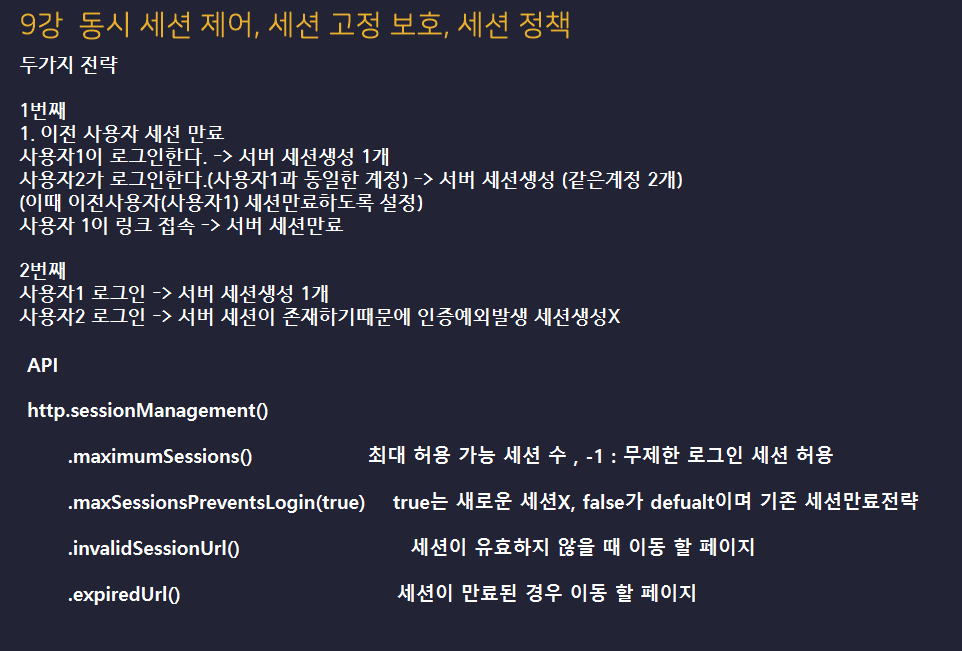 9강 동시 세션 제어, 세션 고정 보호, 세션 정책
두가지 전략
1번째
1. 이전 사용자 세션 만료
사용자1이 로그인한다. -> 서버 세션생성 1개
사용자2가 로그인한다.(사용자1과 동일한 계정) -> 서버 세션생성 (같은계정 2개)
(이때 이전사용자(사용자1) 세션만료하도록 설정)
사용자 1이 링크 접속 -> 서버 세션만료
2번째
사용자1 로그인 -> 서버 세션생성 1개
사용자2 로그인 -> 서버 세션이 존재하기때문에 인증예외발생 세션생성X
API
http.sessionManagement()
.maximumSessions() 최대 허용 가능 세션 수 , -1 : 무제한 로그인 세션 허용
.maxSessionsPreventsLogin(true) true는 새로운 세션X, false가 defualt이며 기존 세션만료전략
.invalidSessionUrl() 세션이 유효하지 않을 때 이동 할 페이지
.expiredUrl() 세션이 만료된 경우 이동 할 페이지